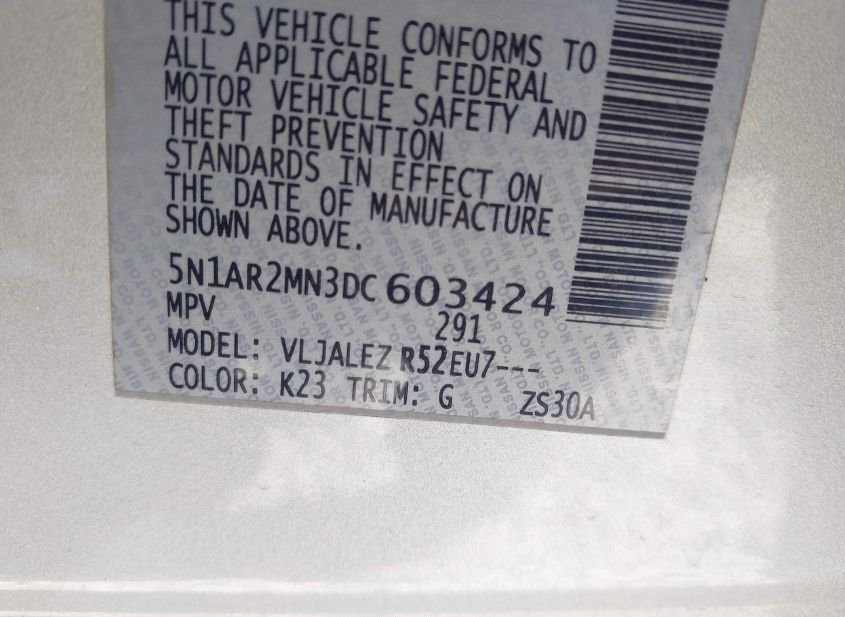 THIS VEHICLE CONFORMS TO
ALL APPLICABLE FEDERAL
MOTOR VEHICLE SAFETY AND
THEFT PREVENTION
STANDARDS IN EFFECT ON
THE DATE OF MANUFACTURE
SHOWN ABOVE.
5N1AR2MN3DC603424
MPV 291
MODEL: VLJALEZ R52EU7---
COLOR: K23 TRIM: G ZS30A